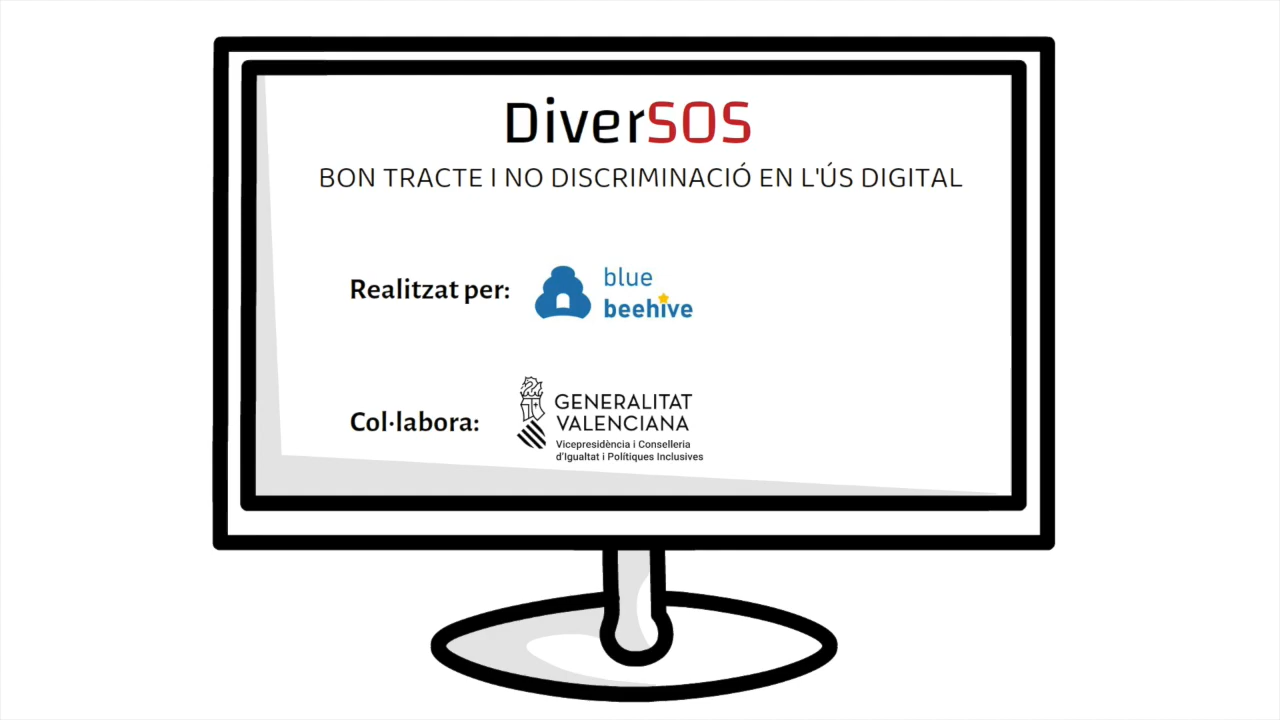 DiverSOS
BON TRACTE I NO DISCRIMINACIÓ EN L'ÚS DIGITAL
Realitzat per:
blue
beehive
Col·labora:
GENERALITAT
VALENCIANA
Vicepresidència i Conselleria
d'Igualtat i Polítiques Inclusives